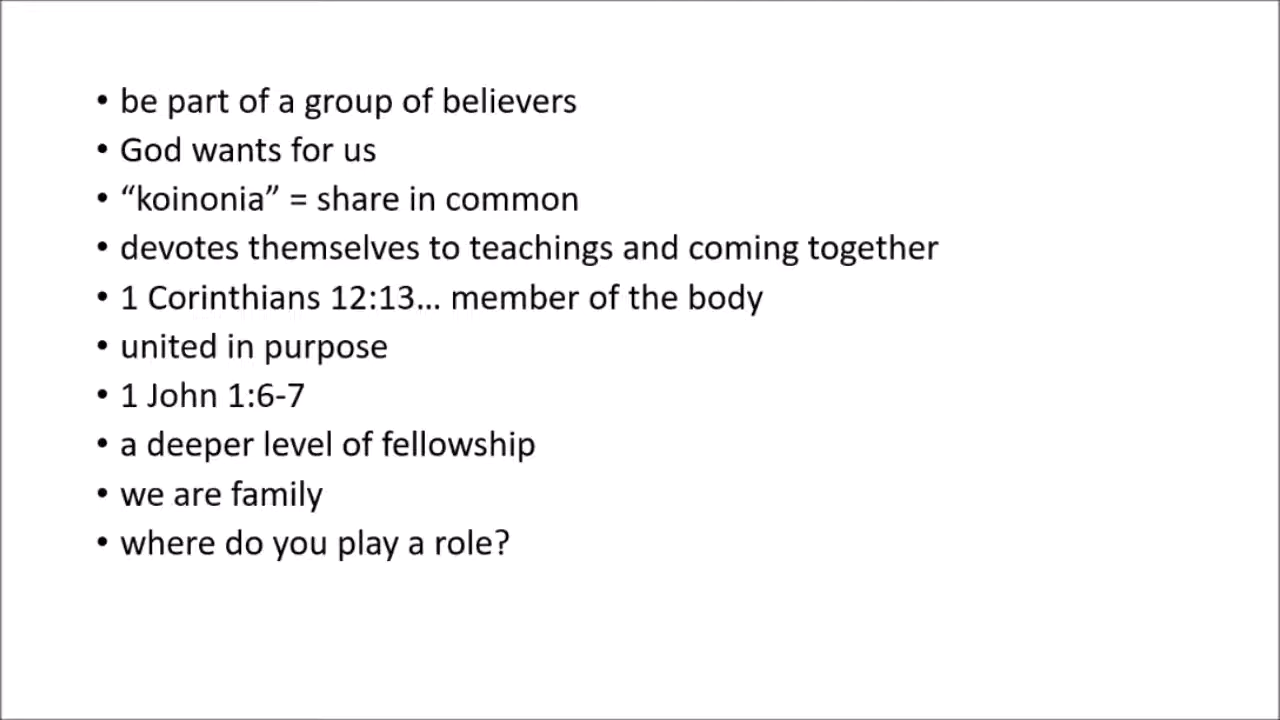 • be part of a group of believers
• God wants for us
• “koinonia” = share in common
• devotes themselves to teachings and coming together
• 1 Corinthians 12:13… member of the body
• united in purpose
• 1 John 1:6-7
• a deeper level of fellowship
• we are family
• where do you play a role?